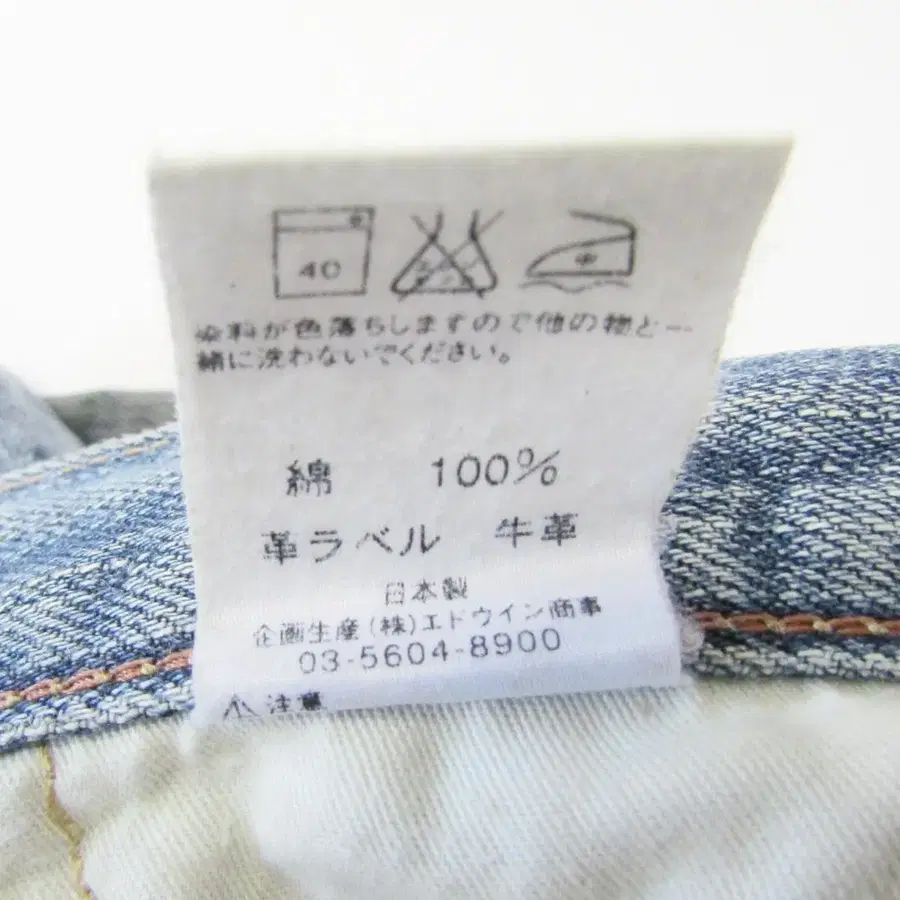 40
中
染料が色落ちしますので他の物と一
緒に洗わないでください。
綿 100%
革ラベル 牛革
日本製
企画生産(株)エドウイン商事
03-5604-8900
⚠注意